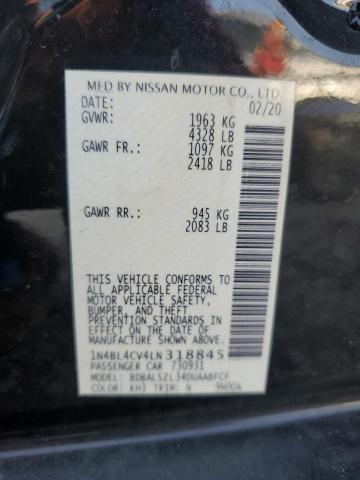 MFD BY NISSAN MOTOR CO., LTD
DATE: 02/20
GVWR: 1963 KG
4328 LB
GAWR FR: 1097 KG
2418 LB
GAWR RR: 945 KG
2083 LB
THIS VEHICLE CONFORMS TO
ALL APPLICABLE FEDERAL
MOTOR VEHICLE SAFETY,
BUMPER, AND THEFT
PREVENTION STANDARDS IN
EFFECT ON THE DATE OF
MANUFACTURE SHOWN ABOVE.
1N4BL4CV4LN318845
PASSENGER CAR 730931
MODEL: BDBALSZL34DUAABFCF
COLOR: KH3 TRIM: N 9N00A